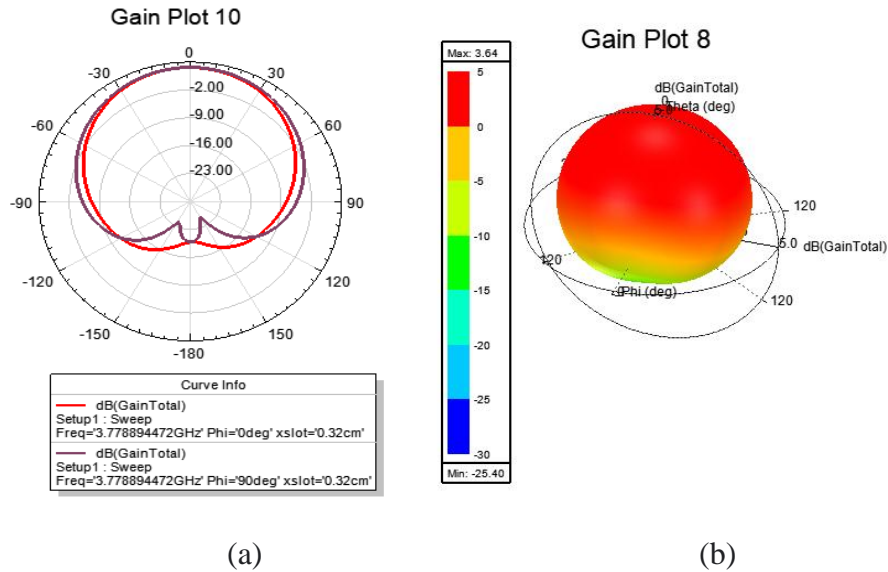 Gain Plot 10
0
-30
30
-2.00
-60
60
-9.00
-16.00
-23.00
-90
90
-120
120
-150
150
-180
Curve Info
dB(GainTotal)
Setup1 : Sweep
Freq='3.778894472GHz' Phi='0deg' xslot='0.32cm'
dB(GainTotal)
Setup1 : Sweep
Freq='3.778894472GHz' Phi='90deg' xslot='0.32cm'
(a)
Max: 3.64
5
0
-5
-10
-15
-20
-25
-30
Min: -25.40
Gain Plot 8
dB(GainTotal)
0
Theta (deg)
120
5.0 dB(GainTotal)
120
Phi (deg)
120
(b)